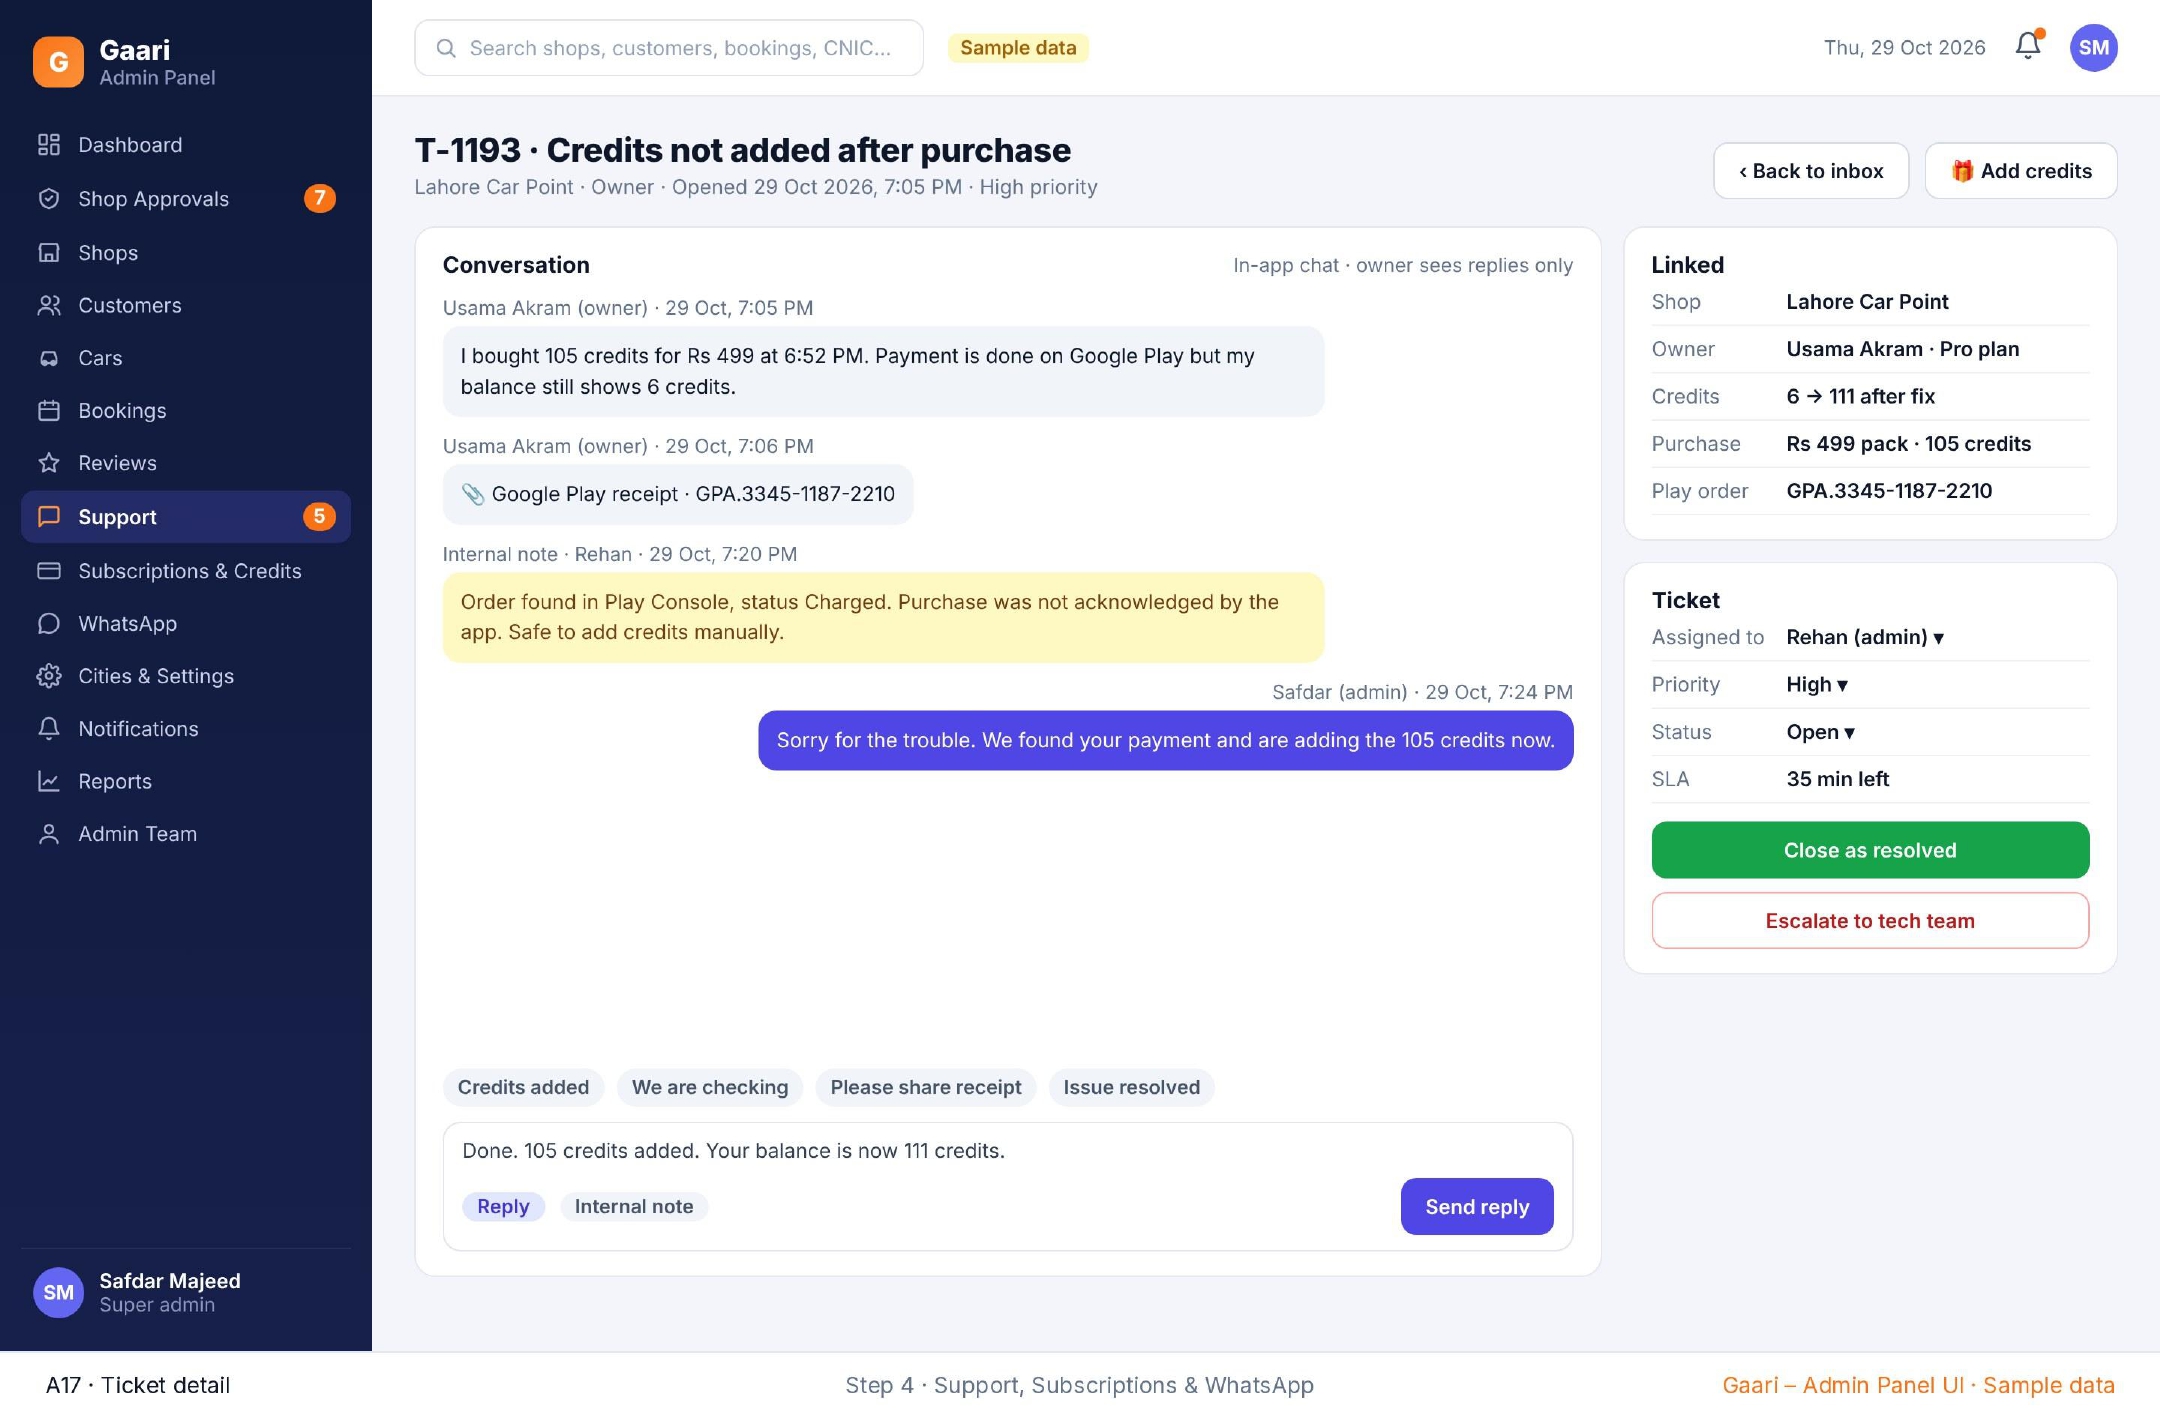 G
Gaari
Admin Panel
Dashboard
Shop Approvals 7
Shops
Customers
Cars
Bookings
Reviews
Support 5
Subscriptions & Credits
WhatsApp
Cities & Settings
Notifications
Reports
Admin Team
SM
Safdar Majeed
Super admin
Search shops, customers, bookings, CNIC...
Sample data
Thu, 29 Oct 2026
SM
T-1193 · Credits not added after purchase
Lahore Car Point · Owner · Opened 29 Oct 2026, 7:05 PM · High priority
‹ Back to inbox
🎁 Add credits
Conversation
In-app chat · owner sees replies only
Usama Akram (owner) · 29 Oct, 7:05 PM
I bought 105 credits for Rs 499 at 6:52 PM. Payment is done on Google Play but my
balance still shows 6 credits.
Usama Akram (owner) · 29 Oct, 7:06 PM
📎 Google Play receipt · GPA.3345-1187-2210
Internal note · Rehan · 29 Oct, 7:20 PM
Order found in Play Console, status Charged. Purchase was not acknowledged by the
app. Safe to add credits manually.
Safdar (admin) · 29 Oct, 7:24 PM
Sorry for the trouble. We found your payment and are adding the 105 credits now.
Credits added
We are checking
Please share receipt
Issue resolved
Done. 105 credits added. Your balance is now 111 credits.
Reply
Internal note
Send reply
Linked
Shop Lahore Car Point
Owner Usama Akram · Pro plan
Credits 6 → 111 after fix
Purchase Rs 499 pack · 105 credits
Play order GPA.3345-1187-2210
Ticket
Assigned to Rehan (admin) ▾
Priority High ▾
Status Open ▾
SLA 35 min left
Close as resolved
Escalate to tech team
A17 · Ticket detail
Step 4 · Support, Subscriptions & WhatsApp
Gaari – Admin Panel UI · Sample data